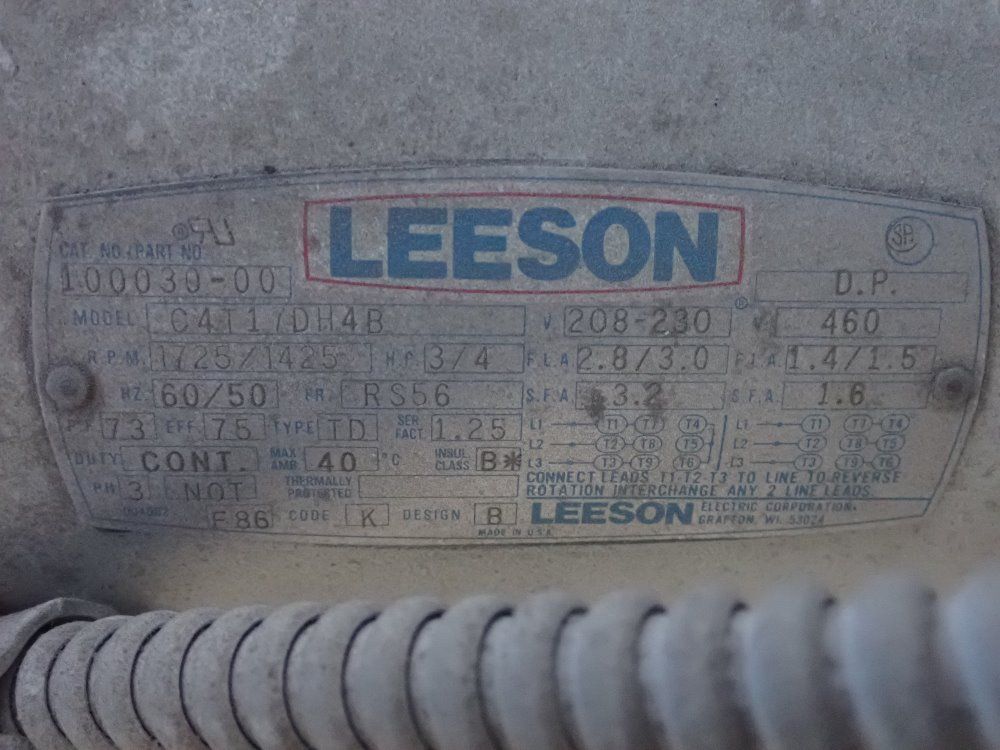 LEESON
CAT. NO./PART NO.
100030-00
D.P.
MODEL C4T17DH4B V 208-230 V 460
R.P.M. 1725/1425 H.P. 3/4 F.L.A. 2.8/3.0 F.L.A. 1.4/1.5
HZ. 60/50 FR. RS56 S.F.A. 3.2 S.F.A. 1.6
P.F. 73 EFF. 75 TYPE TD SER FACT. 1.25
L1 T1 T7 T4 L1 T1 T7 T4
L2 T2 T8 T5 L2 T2 T8 T5
L3 T3 T9 T6 L3 T3 T9 T6
DUTY CONT. MAX AMB 40 °C INSUL CLASS B*
CONNECT LEADS T1-T2-T3 TO LINE TO REVERSE
ROTATION INTERCHANGE ANY 2 LINE LEADS.
PH 3 NOT THERMALLY PROTECTED
F86 CODE K DESIGN B LEESON ELECTRIC CORPORATION.
GRAFTON, WI. 53024
MADE IN U.S.A.